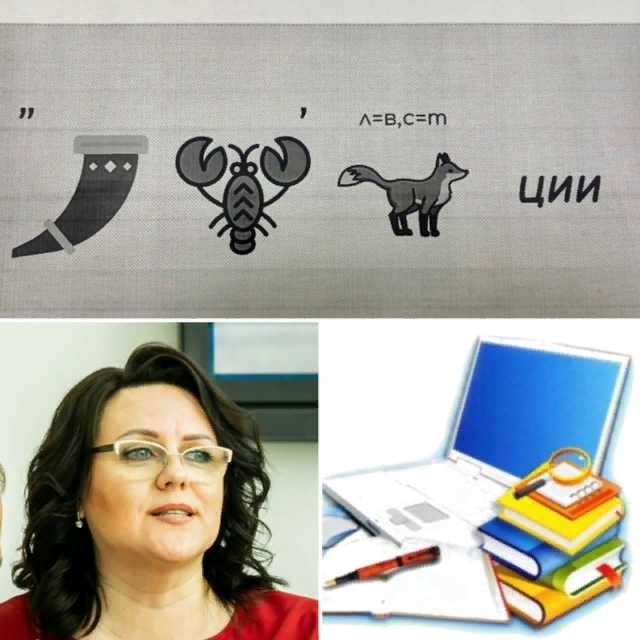 ” ’ л=в,с=т
ции